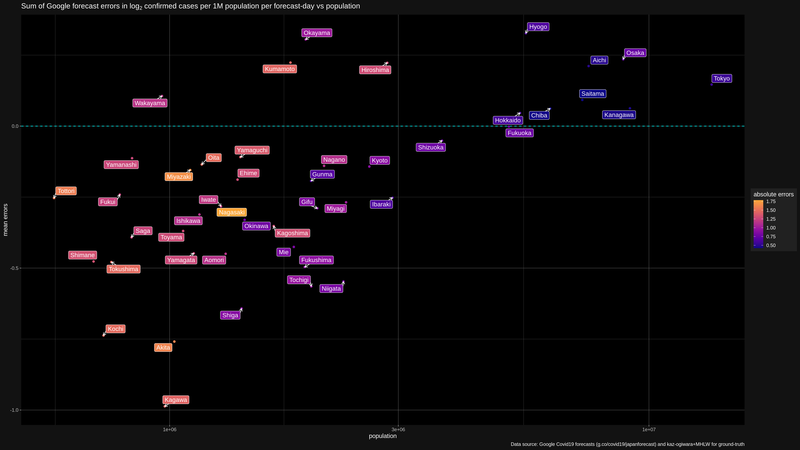 Sum of Google forecast errors in log₂ confirmed cases per 1M population per forecast-day vs population
Okayama
Hyogo
Osaka
Aichi
Kumamoto
Hiroshima
Tokyo
Saitama
Wakayama
Chiba
Kanagawa
Hokkaido
0.0
Fukuoka
Shizuoka
Yamaguchi
Oita
Nagano
Kyoto
Yamanashi
Ehime
Gunma
Miyazaki
Tottori
Fukui
Iwate
Gifu
Ibaraki
Miyagi
Nagasaki
Ishikawa
Okinawa
Saga
Toyama
Kagoshima
Mie
Shimane
Yamagata
Aomori
Fukushima
-0.5
Tokushima
Tochigi
Niigata
Shiga
Kochi
Akita
Kagawa
-1.0
mean errors
1e+06
3e+06
1e+07
population
absolute errors
1.75
1.50
1.25
1.00
0.75
0.50
Data source: Google Covid19 forecasts (g.co/covid19/japanforecast) and kaz-ogiwara+MHLW for ground-truth